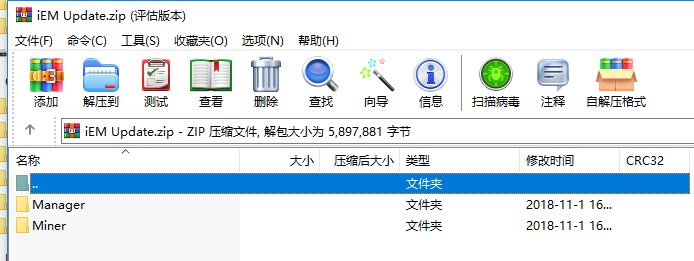 iEM Update.zip (评估版本)
文件(F) 命令(C) 工具(S) 收藏夹(O) 选项(N) 帮助(H)
添加 解压到 测试 查看 删除 查找 向导 信息 扫描病毒 注释 自解压格式
iEM Update.zip - ZIP 压缩文件, 解包大小为 5,897,881 字节
名称 大小 压缩后大小 类型 修改时间 CRC32
.. 文件夹
Manager 文件夹 2018-11-1 16...
Miner 文件夹 2018-11-1 16...